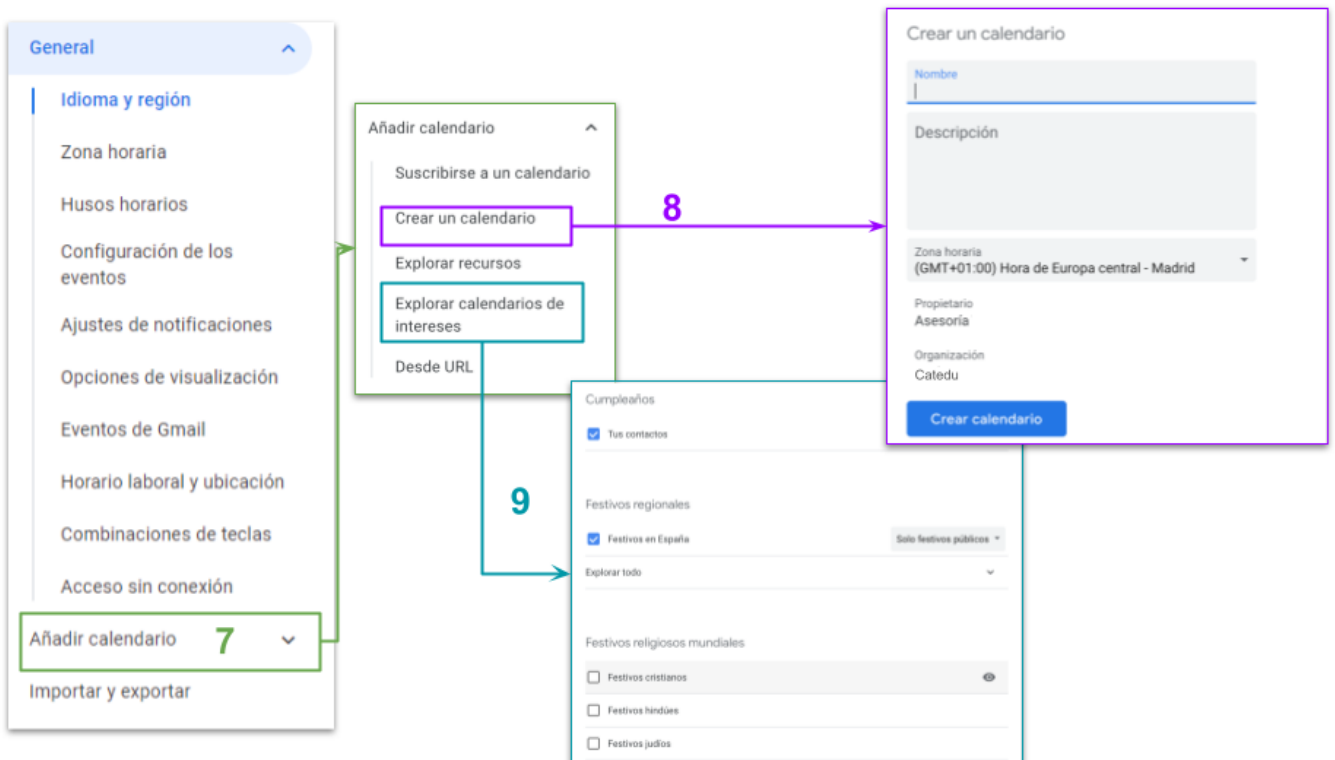 General
Idioma y región
Zona horaria
Husos horarios
Configuración de los
eventos
Ajustes de notificaciones
Opciones de visualización
Eventos de Gmail
Horario laboral y ubicación
Combinaciones de teclas
Acceso sin conexión
Añadir calendario 7
Importar y exportar
Añadir calendario
Suscribirse a un calendario
Crear un calendario
Explorar recursos
Explorar calendarios de
intereses
Desde URL
8
Crear un calendario
Nombre
Descripción
Zona horaria
(GMT+01:00) Hora de Europa central - Madrid
Propietario
Asesoría
Organización
Catedu
Crear calendario
9
Cumpleaños
Tus contactos
Festivos regionales
Festivos en España Solo festivos públicos
Explorar todo
Festivos religiosos mundiales
Festivos cristianos
Festivos hindúes
Festivos judíos